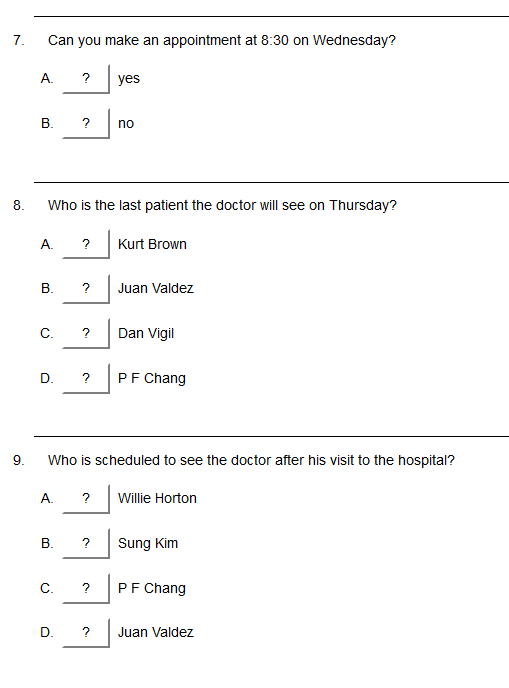 7. Can you make an appointment at 8:30 on Wednesday?
A. ? yes
B. ? no
8. Who is the last patient the doctor will see on Thursday?
A. ? Kurt Brown
B. ? Juan Valdez
C. ? Dan Vigil
D. ? P F Chang
9. Who is scheduled to see the doctor after his visit to the hospital?
A. ? Willie Horton
B. ? Sung Kim
C. ? P F Chang
D. ? Juan Valdez